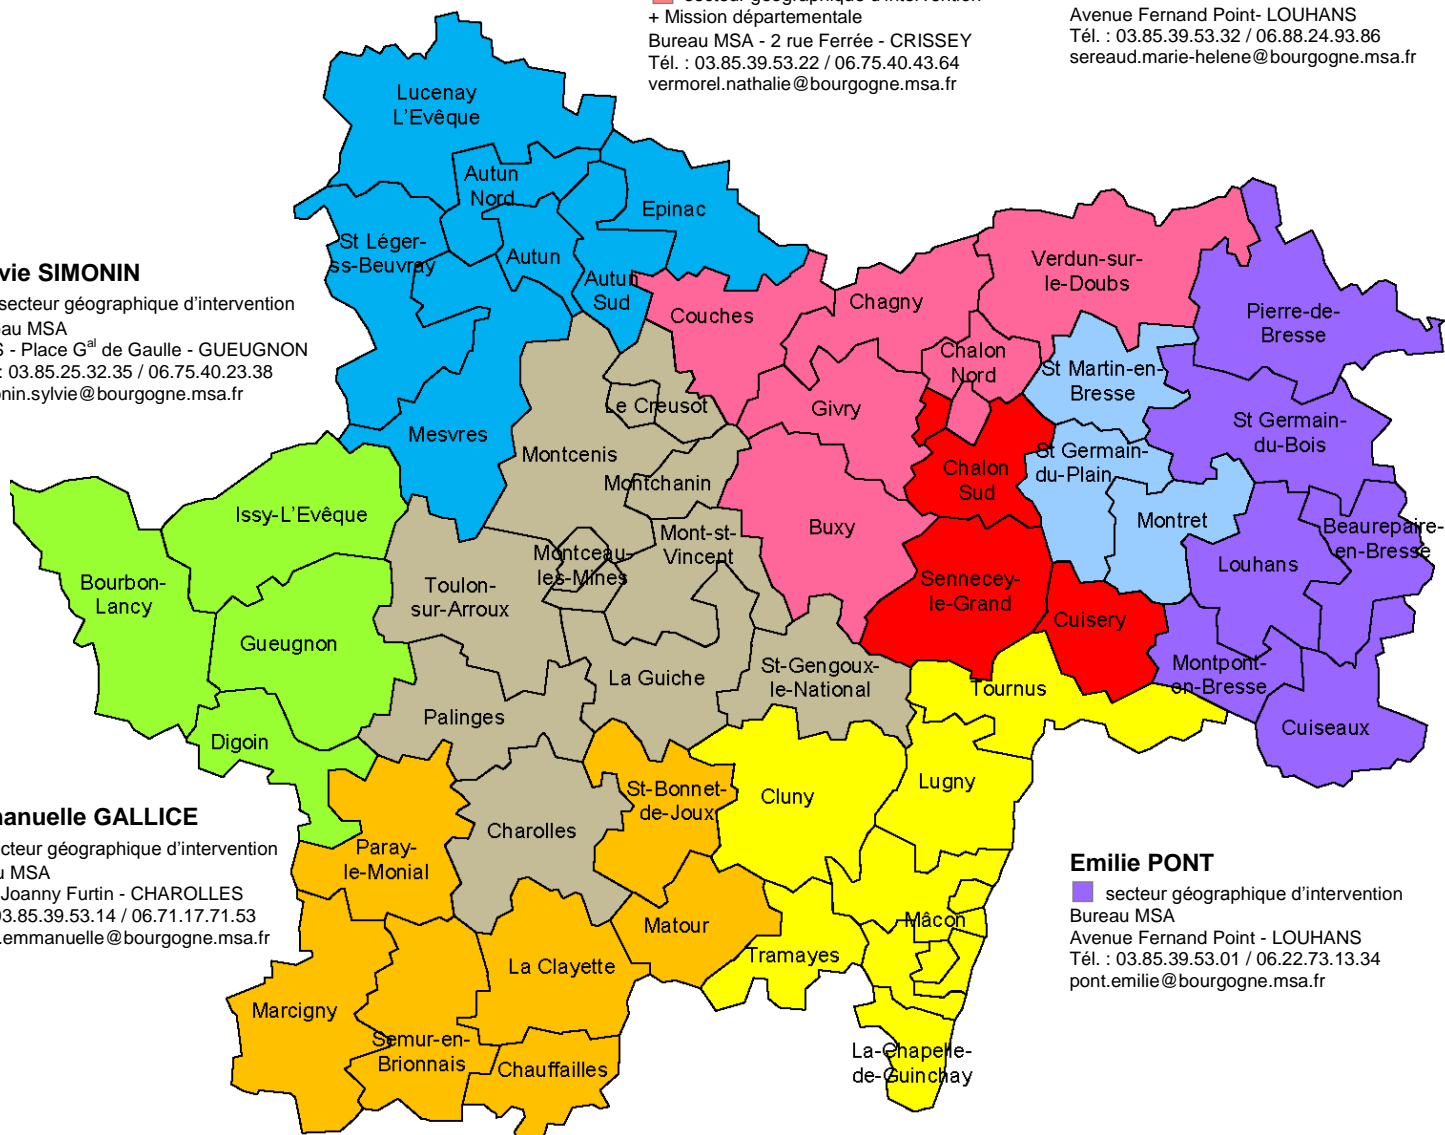 secteur géographique d'intervention
+ Mission départementale
Bureau MSA - 2 rue Ferrée - CRISSEY
Tél. : 03.85.39.53.22 / 06.75.40.43.64
vermorel.nathalie@bourgogne.msa.fr
Avenue Fernand Point- LOUHANS
Tél. : 03.85.39.53.32 / 06.88.24.93.86
sereaud.marie-helene@bourgogne.msa.fr
Lucenay
L'Evêque
Autun
Nord
Epinac
St Léger-
ss-Beuvray
Autun
Autun
Sud
vie SIMONIN
secteur géographique d'intervention
eau MSA
S - Place Gal de Gaulle - GUEUGNON
: 03.85.25.32.35 / 06.75.40.23.38
onin.sylvie@bourgogne.msa.fr
Couches
Chagny
Verdun-sur-
le-Doubs
Pierre-de-
Bresse
Chalon
Nord
St Martin-en-
Bresse
Le Creusot
Givry
St Germain-
du-Bois
Mesvres
Montcenis
Montchanin
Chalon
Sud
St Germain-
du-Plain
Issy-L'Evêque
Buxy
Montret
Beaurepaire-
en-Bresse
Mont-st-
Vincent
Montceau-
les-Mines
Louhans
Bourbon-
Lancy
Toulon-
sur-Arroux
Sennecey-
le-Grand
Cuisery
Gueugnon
La Guiche
St-Gengoux-
le-National
Tournus
Montpont-
en-Bresse
Palinges
Digoin
Cuiseaux
Cluny
Lugny
St-Bonnet-
de-Joux
Charolles
Paray-
le-Monial
manuelle GALLICE
cteur géographique d'intervention
u MSA
Joanny Furtin - CHAROLLES
03.85.39.53.14 / 06.71.17.71.53
.emmanuelle@bourgogne.msa.fr
Emilie PONT
secteur géographique d'intervention
Bureau MSA
Avenue Fernand Point - LOUHANS
Tél. : 03.85.39.53.01 / 06.22.73.13.34
pont.emilie@bourgogne.msa.fr
Matour
Mâcon
Tramayes
La Clayette
Marcigny
Semur-en-
Brionnais
Chauffailles
La-Chapelle-
de-Guinchay